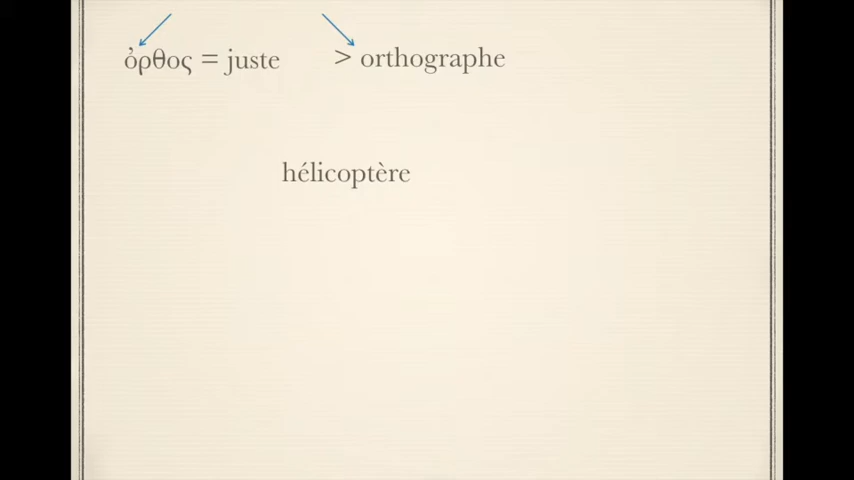 ὀρθος = juste > orthographe
hélicoptère